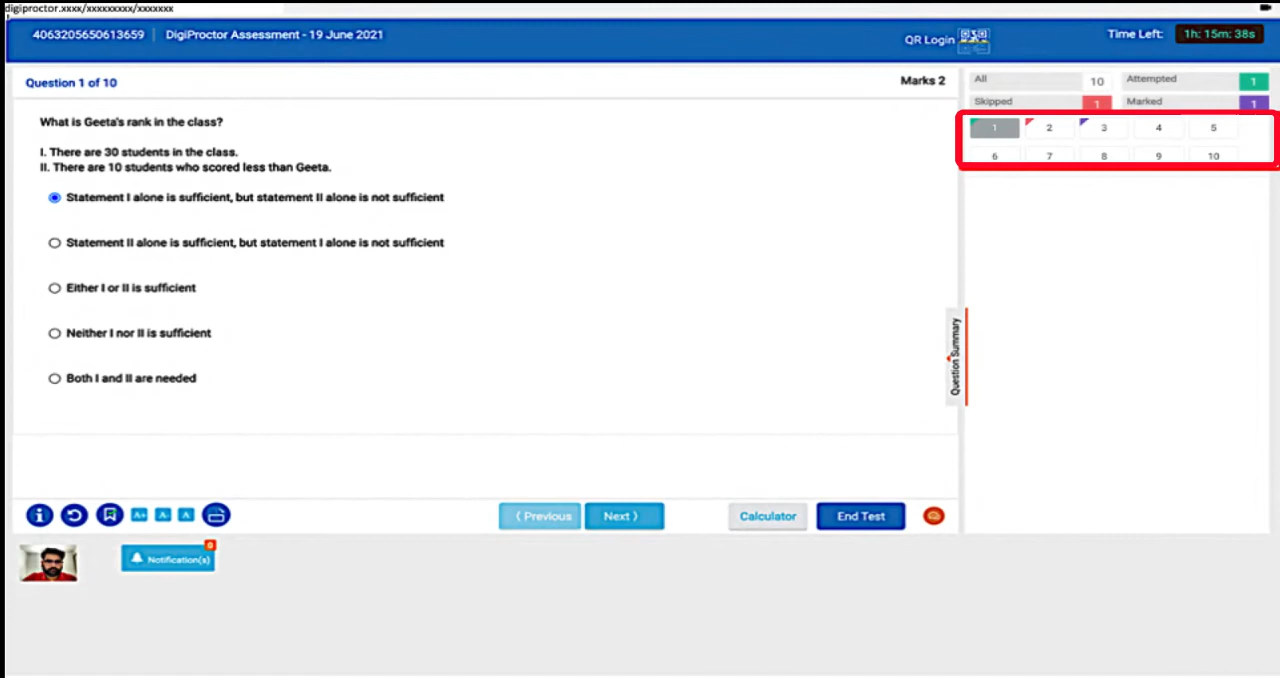 digiproctor.xxxx/xxxxxxxxx/xxxxxxx
4063205650613659 | DigiProctor Assessment - 19 June 2021
QR Login
Time Left: 1h: 15m: 38s
Question 1 of 10
Marks 2
All 10 Attempted 1
Skipped 1 Marked 1
1 2 3 4 5
6 7 8 9 10
What is Geeta's rank in the class?
I. There are 30 students in the class.
II. There are 10 students who scored less than Geeta.
Statement I alone is sufficient, but statement II alone is not sufficient
Statement II alone is sufficient, but statement I alone is not sufficient
Either I or II is sufficient
Neither I nor II is sufficient
Both I and II are needed
Question Summary
A+ A- A
( Previous Next ) Calculator End Test
Notification(s) 0